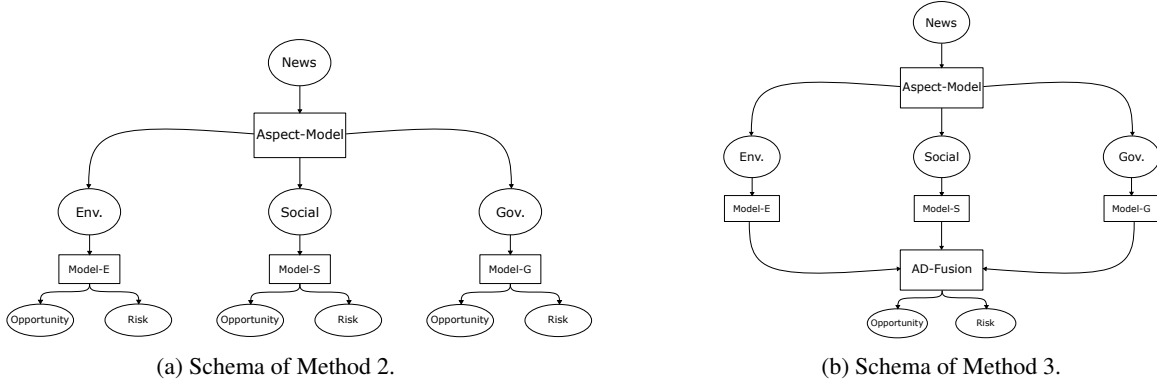 News
Aspect-Model
Env.
Social
Gov.
Model-E
Model-S
Model-G
Opportunity
Risk
Opportunity
Risk
Opportunity
Risk
(a) Schema of Method 2.
News
Aspect-Model
Env.
Social
Gov.
Model-E
Model-S
Model-G
AD-Fusion
Opportunity
Risk
(b) Schema of Method 3.